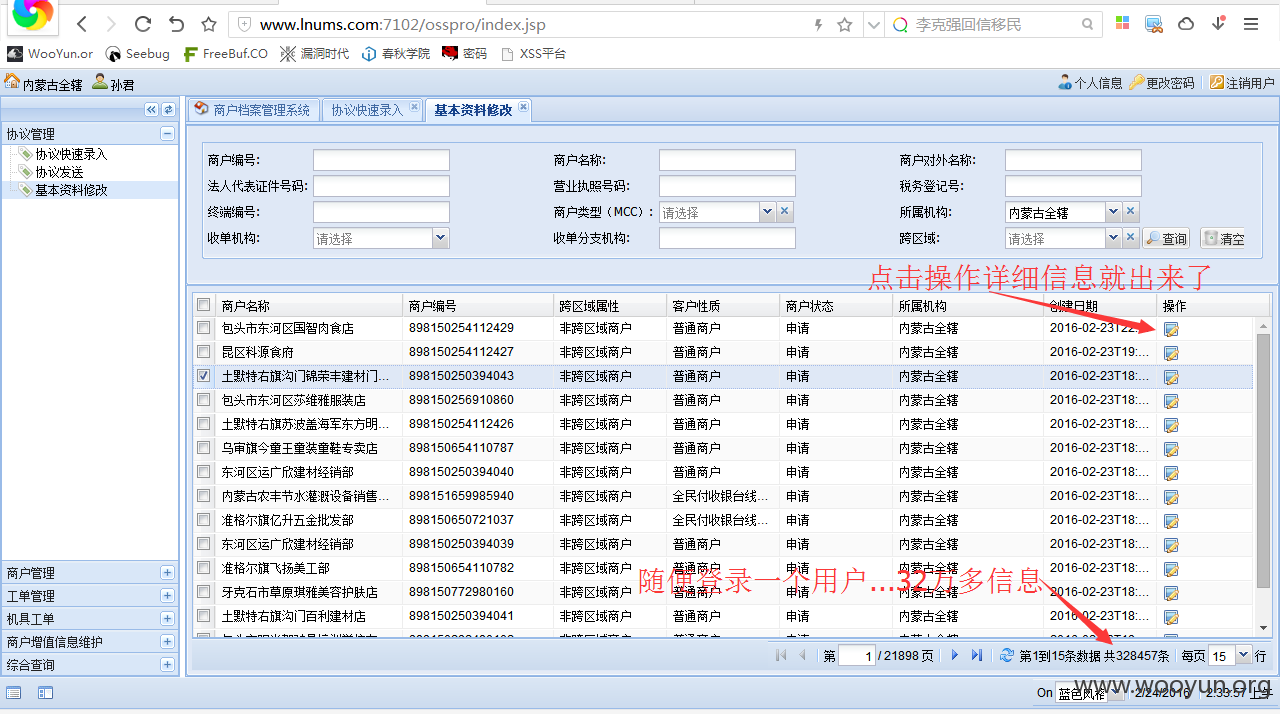 www.lnums.com:7102/osspro/index.jsp 李克强回信移民
WooYun.or Seebug FreeBuf.CO 漏洞时代 春秋学院 密码 XSS平台
内蒙古全辖 孙君 个人信息 更改密码 注销用户
商户档案管理系统 协议快速录入 基本资料修改
协议管理
协议快速录入
协议发送
基本资料修改
商户编号: 商户名称: 商户对外名称:
法人代表证件号码: 营业执照号码: 税务登记号:
终端编号: 商户类型（MCC）: 请选择 所属机构: 内蒙古全辖
收单机构: 请选择 收单分支机构: 跨区域: 请选择 查询 清空
点击操作详细信息就出来了
商户名称 商户编号 跨区域属性 客户性质 商户状态 所属机构 创建日期 操作
包头市东河区国智肉食店 898150254112429 非跨区域商户 普通商户 申请 内蒙古全辖 2016-02-23T22:...
昆区科源食府 898150254112427 非跨区域商户 普通商户 申请 内蒙古全辖 2016-02-23T19:...
土默特右旗沟门锦荣丰建材门... 898150250394043 非跨区域商户 普通商户 申请 内蒙古全辖 2016-02-23T18:...
包头市东河区莎维雅服装店 898150256910860 非跨区域商户 普通商户 申请 内蒙古全辖 2016-02-23T18:...
土默特右旗苏波盖海军东方明... 898150254112426 非跨区域商户 普通商户 申请 内蒙古全辖 2016-02-23T18:...
乌审旗今童王童装童鞋专卖店 898150654110787 非跨区域商户 普通商户 申请 内蒙古全辖 2016-02-23T18:...
东河区运广欣建材经销部 898150250394040 非跨区域商户 普通商户 申请 内蒙古全辖 2016-02-23T18:...
内蒙古农丰节水灌溉设备销售... 898151659985940 非跨区域商户 全民付收银台线... 申请 内蒙古全辖 2016-02-23T18:...
准格尔旗亿升五金批发部 898150650721037 非跨区域商户 全民付收银台线... 申请 内蒙古全辖 2016-02-23T18:...
东河区运广欣建材经销部 898150250394039 非跨区域商户 普通商户 申请 内蒙古全辖 2016-02-23T18:...
准格尔旗飞扬美工部 898150654110782 非跨区域商户 普通商户 申请 内蒙古全辖 2016-02-23T18:...
随便登录一个用户...32万多信息
牙克石市草原琪祖美容护肤店 898150772980160 非跨区域商户 普通商户 申请 内蒙古全辖 2016-02-23T18:...
土默特右旗沟门百利建材店 898150250394041 非跨区域商户 普通商户 申请 内蒙古全辖 2016-02-23T18:...
商户管理
工单管理
机具工单
商户增值信息维护
综合查询
第 1 / 21898 页 第1到15条数据 共328457条 每页 15 行
On 蓝色风格 2/24/2016 2:33:57 上午
www.wooyun.org